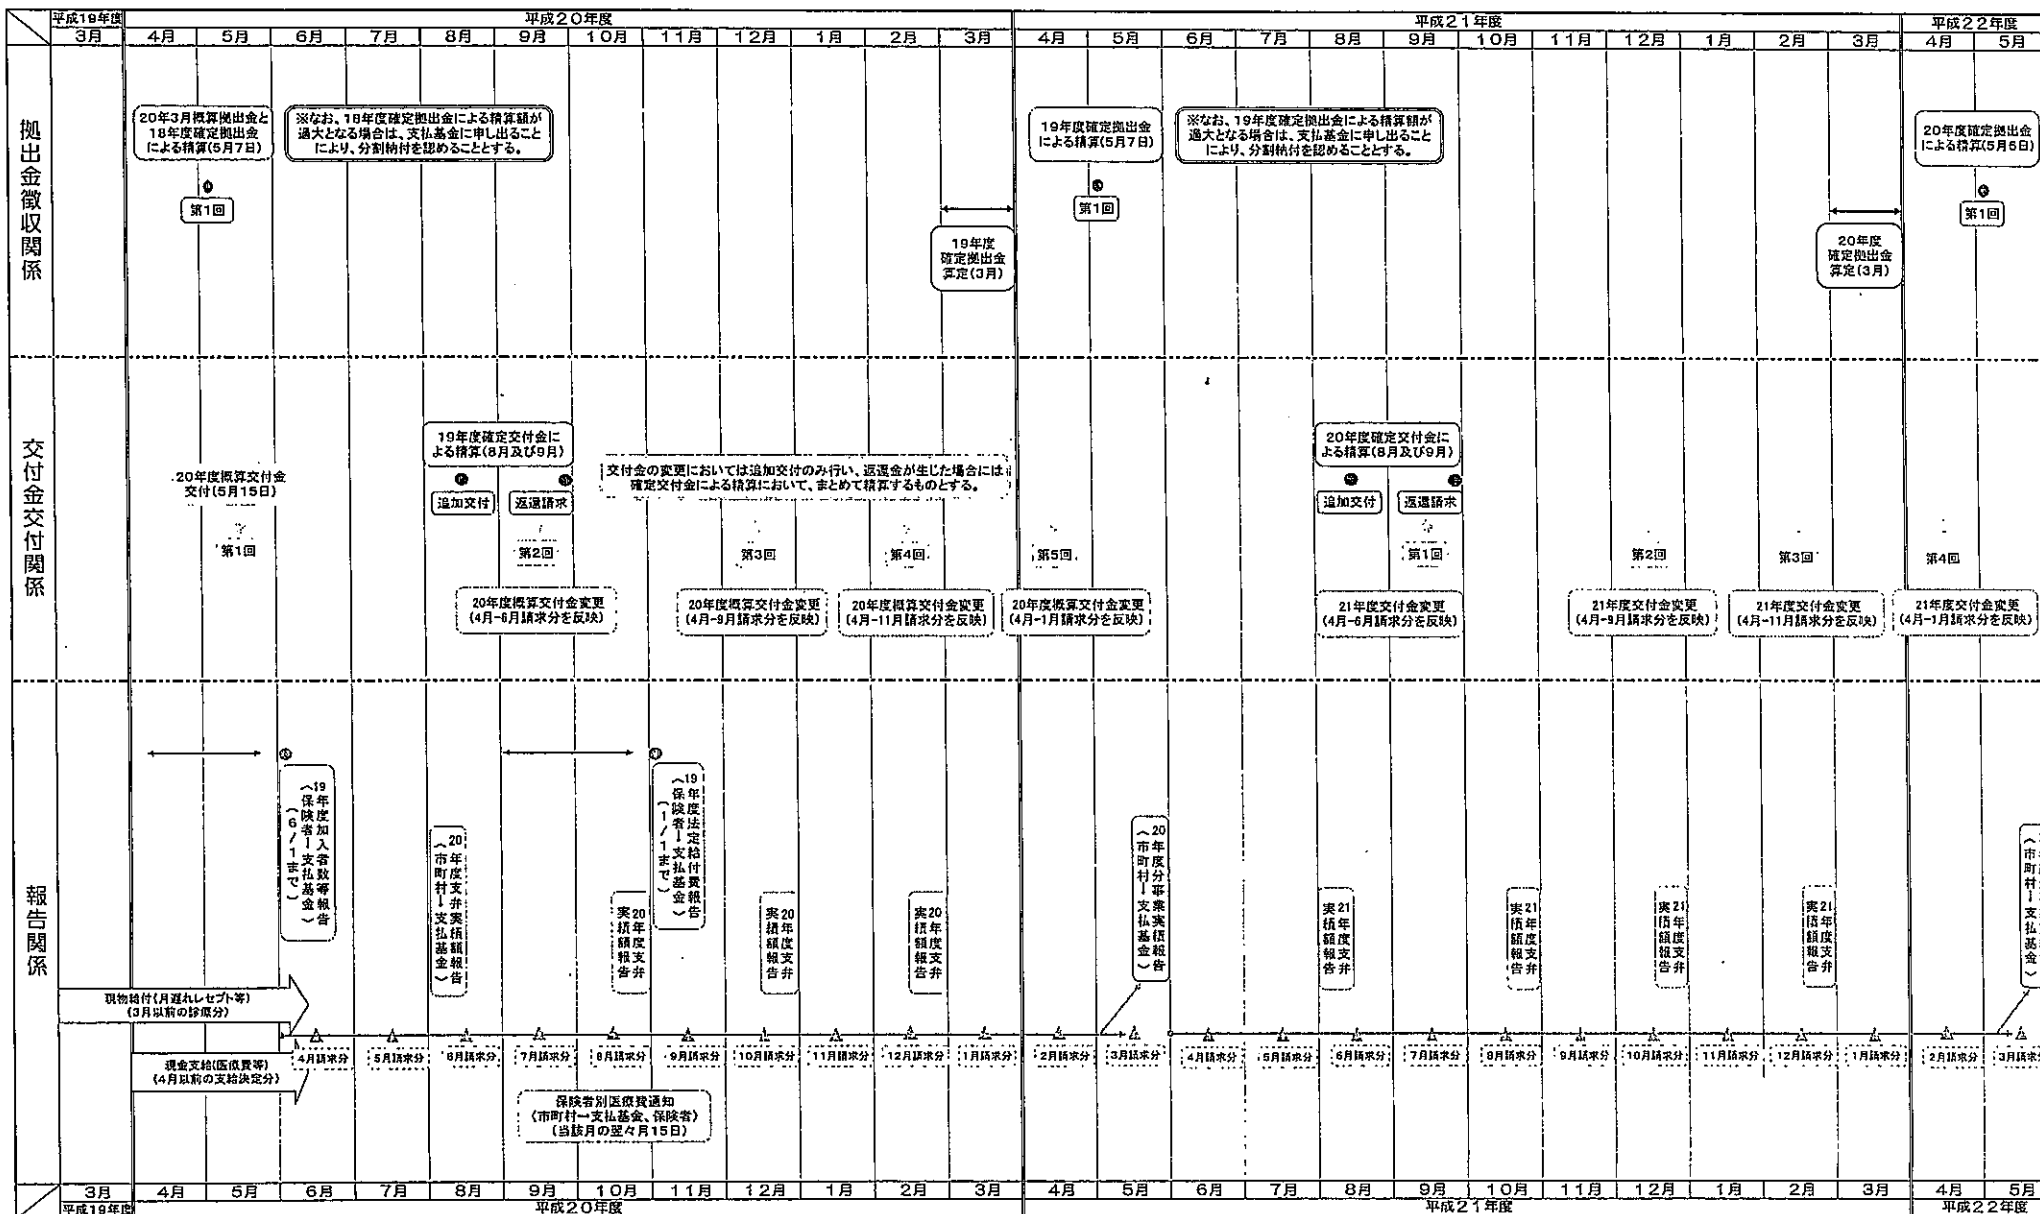 平成19年度 平成20年度 平成21年度 平成22年度
3月 4月 5月 6月 7月 8月 9月 10月 11月 12月 1月 2月 3月 4月 5月 6月 7月 8月 9月 10月 11月 12月 1月 2月 3月 4月 5月
拠出金徴収関係
20年3月概算拠出金と
18年度確定拠出金
による精算(5月7日)
※なお、18年度確定拠出金による精算額が
過大となる場合は、支払基金に申し出ること
により、分割納付を認めることとする。
第1回
19年度
確定拠出金
算定(3月)
19年度確定拠出金
による精算(5月7日)
※なお、19年度確定拠出金による精算額が
過大となる場合は、支払基金に申し出ること
により、分割納付を認めることとする。
第1回
20年度
確定拠出金
算定(3月)
20年度確定拠出金
による精算(5月6日)
第1回
交付金交付関係
20年度概算交付金
交付(5月15日)
第1回
19年度確定交付金に
よる精算(8月及び9月)
追加交付 返還請求
交付金の変更においては追加交付のみ行い、返還金が生じた場合には
確定交付金による精算において、まとめて精算するものとする。
20年度確定交付金に
よる精算(8月及び9月)
追加交付 返還請求
第2回 第3回 第4回 第5回 第1回 第2回 第3回 第4回
20年度概算交付金変更
(4月-6月請求分を反映)
20年度概算交付金変更
(4月-9月請求分を反映)
20年度概算交付金変更
(4月-11月請求分を反映)
20年度概算交付金変更
(4月-1月請求分を反映)
21年度交付金変更
(4月-6月請求分を反映)
21年度交付金変更
(4月-9月請求分を反映)
21年度交付金変更
(4月-11月請求分を反映)
21年度交付金変更
(4月-1月請求分を反映)
報告関係
19年度加入者数等報告
〈保険者→支払基金〉
(6/1まで)
20年度支弁実績額報告
〈市町村→支払基金〉
20年度支弁
実績額報告
19年度法定給付費報告
〈保険者→支払基金〉
(1/1まで)
20年度支弁
実績額報告
20年度支弁
実績額報告
20年度分事業実績報告
〈市町村→支払基金〉
21年度支弁
実績額報告
21年度支弁
実績額報告
21年度支弁
実績額報告
21年度支弁
実績額報告
〈市町村→支払基金〉
現物給付(月遅れレセプト等)
(3月以前の診療分)
現金支給(医療費等)
(4月以前の支給決定分)
4月請求分 5月請求分 6月請求分 7月請求分 8月請求分 9月請求分 10月請求分 11月請求分 12月請求分 1月請求分 2月請求分 3月請求分 4月請求分 5月請求分 6月請求分 7月請求分 8月請求分 9月請求分 10月請求分 11月請求分 12月請求分 1月請求分 2月請求分 3月請求
保険者別医療費通知
〈市町村→支払基金、保険者〉
(当該月の翌々月15日)
3月 4月 5月 6月 7月 8月 9月 10月 11月 12月 1月 2月 3月 4月 5月 6月 7月 8月 9月 10月 11月 12月 1月 2月 3月 4月 5月
平成19年度 平成20年度 平成21年度 平成22年度